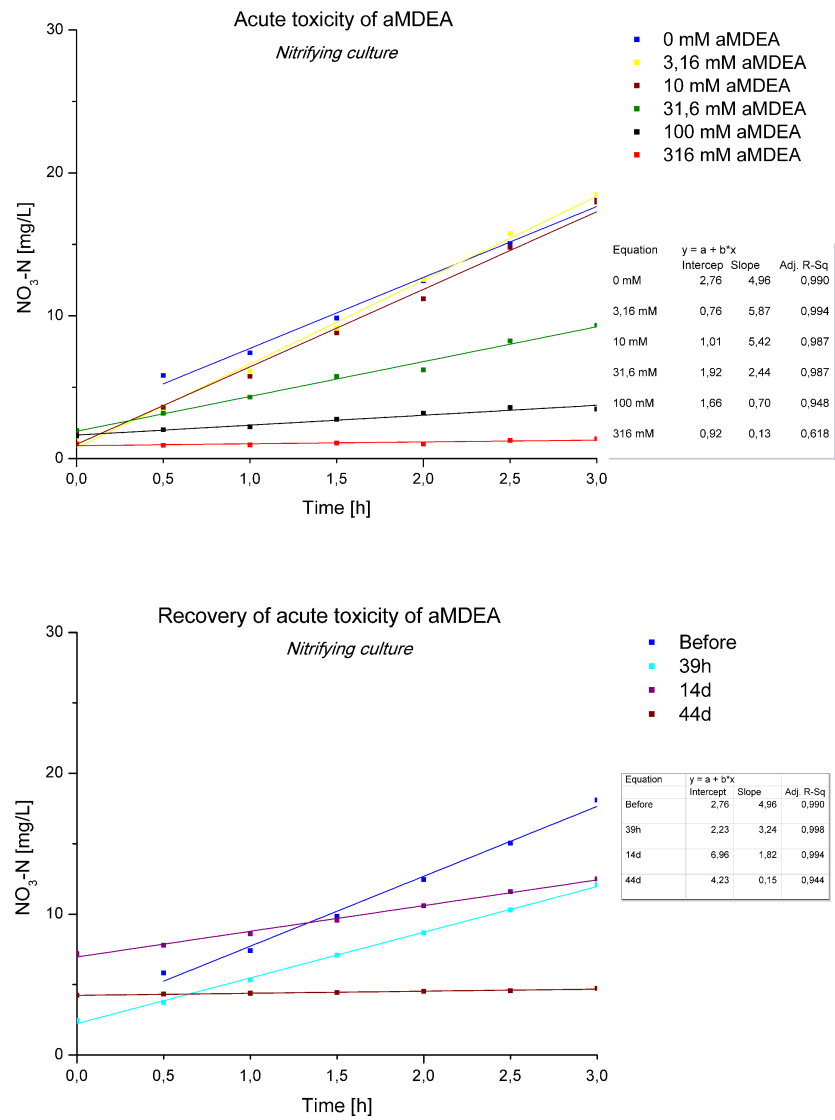 Acute toxicity of aMDEA
Nitrifying culture
30
20
10
0
NO3-N [mg/L]
0,0 0,5 1,0 1,5 2,0 2,5 3,0
Time [h]
0 mM aMDEA
3,16 mM aMDEA
10 mM aMDEA
31,6 mM aMDEA
100 mM aMDEA
316 mM aMDEA
Equation y = a + b*x
Intercep Slope Adj. R-Sq
0 mM 2,76 4,96 0,990
3,16 mM 0,76 5,87 0,994
10 mM 1,01 5,42 0,987
31,6 mM 1,92 2,44 0,987
100 mM 1,66 0,70 0,948
316 mM 0,92 0,13 0,618
Recovery of acute toxicity of aMDEA
Nitrifying culture
30
20
10
0
NO3-N [mg/L]
0,0 0,5 1,0 1,5 2,0 2,5 3,0
Time [h]
Before
39h
14d
44d
Equation y = a + b*x
Intercept Slope Adj. R-Sq
Before 2,76 4,96 0,990
39h 2,23 3,24 0,998
14d 6,96 1,82 0,994
44d 4,23 0,15 0,944